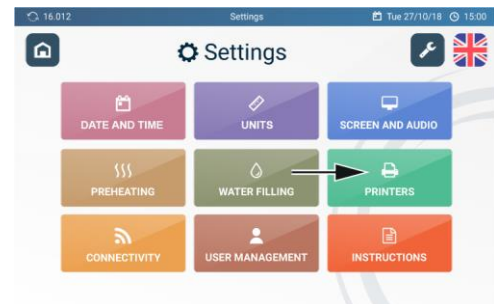 16.012 Settings Tue 27/10/18 15:00
Settings
DATE AND TIME UNITS SCREEN AND AUDIO
PREHEATING WATER FILLING PRINTERS
CONNECTIVITY USER MANAGEMENT INSTRUCTIONS